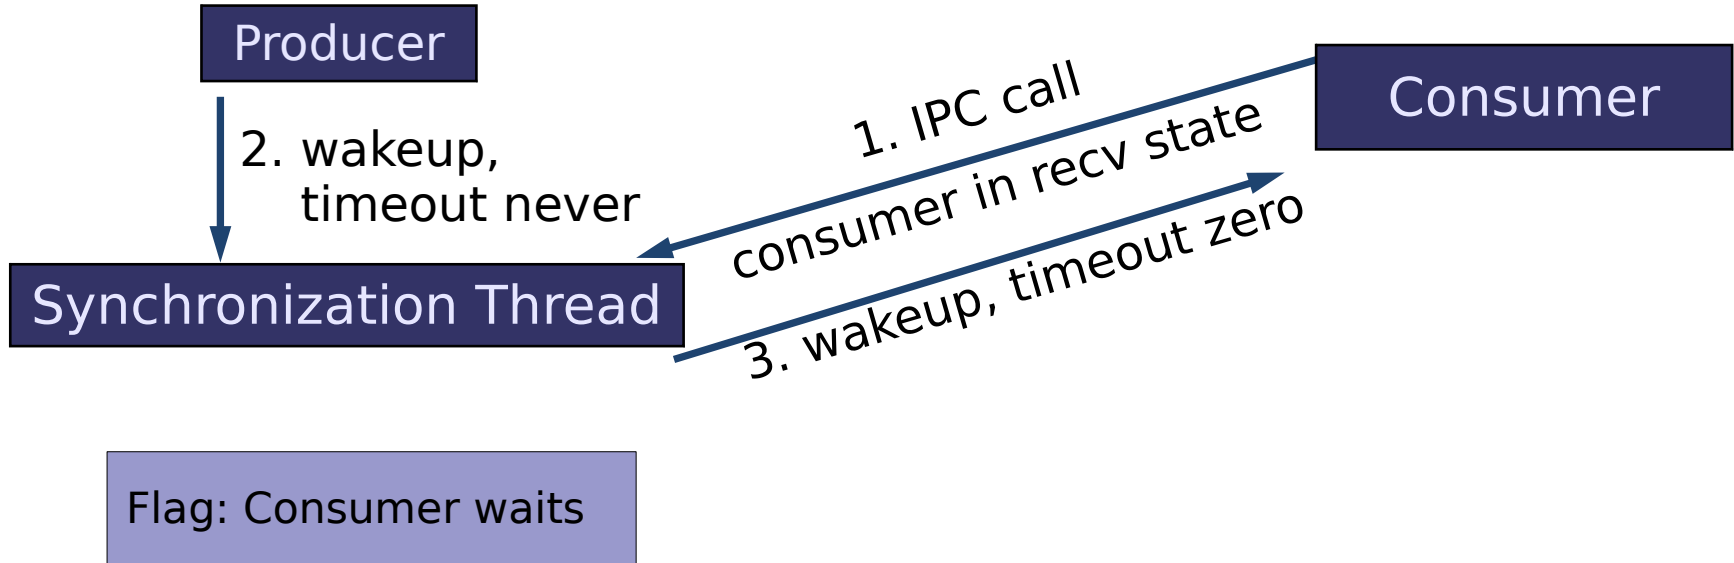 Producer
Consumer
1. IPC call
2. wakeup,
timeout never
consumer in recv state
3. wakeup, timeout zero
Synchronization Thread
Flag: Consumer waits